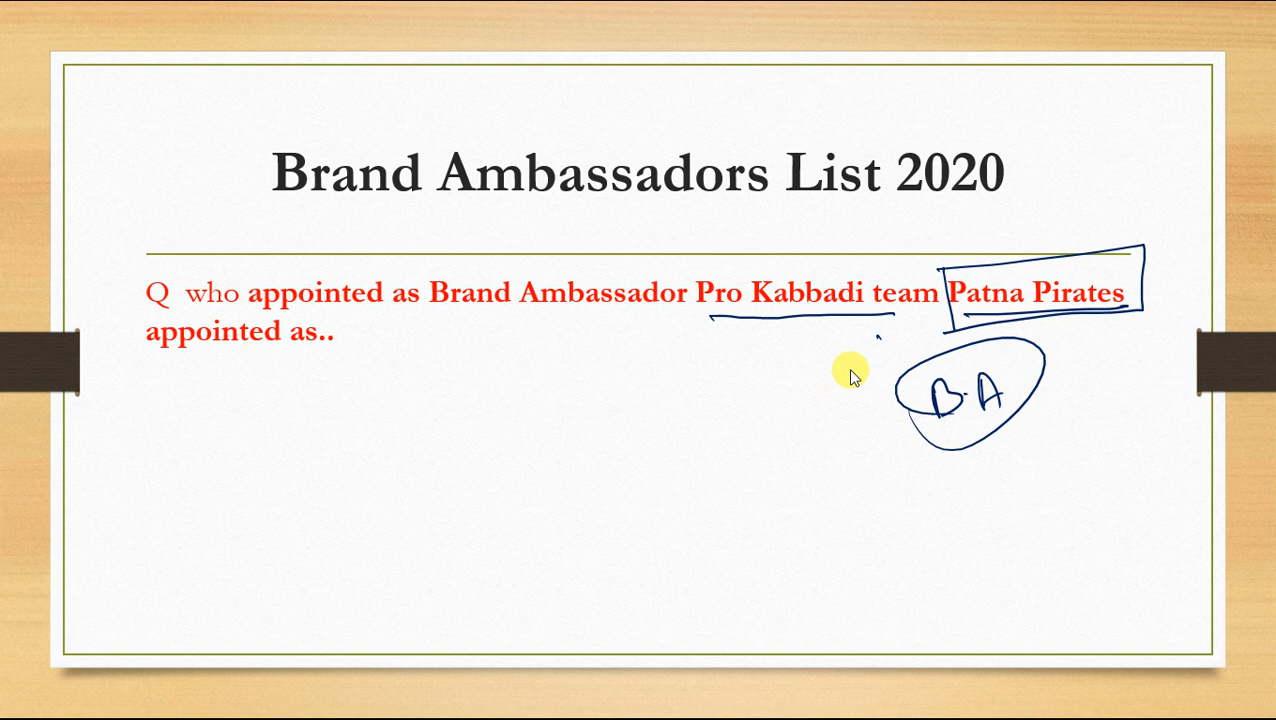 Brand Ambassadors List 2020
Q who appointed as Brand Ambassador Pro Kabbadi team Patna Pirates
appointed as..
B.A